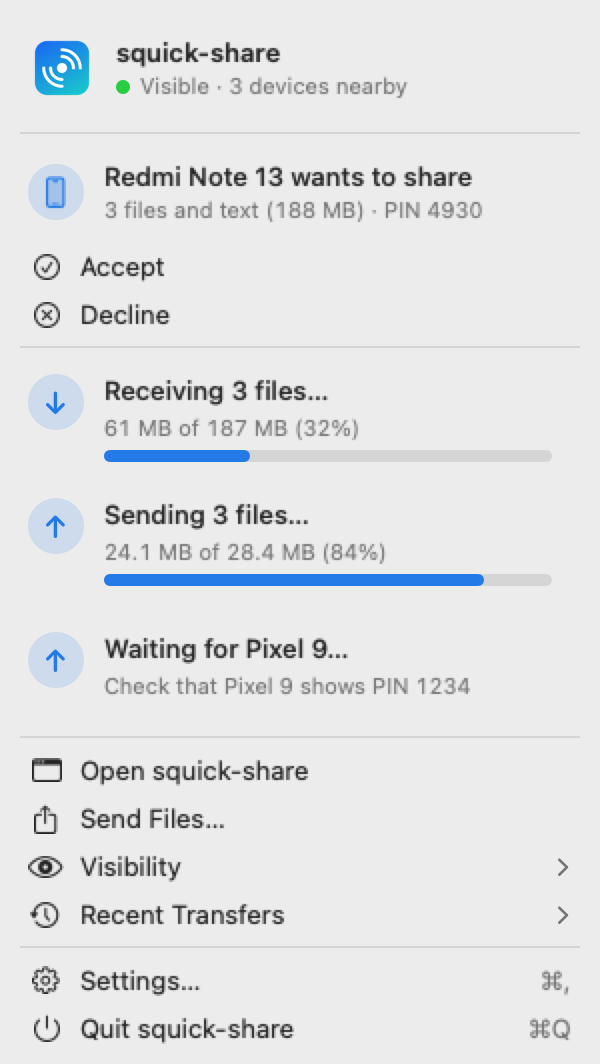 squick-share
Visible · 3 devices nearby
Redmi Note 13 wants to share
3 files and text (188 MB) · PIN 4930
Accept
Decline
Receiving 3 files...
61 MB of 187 MB (32%)
Sending 3 files...
24.1 MB of 28.4 MB (84%)
Waiting for Pixel 9...
Check that Pixel 9 shows PIN 1234
Open squick-share
Send Files...
Visibility
Recent Transfers
Settings... ⌘,
Quit squick-share ⌘Q